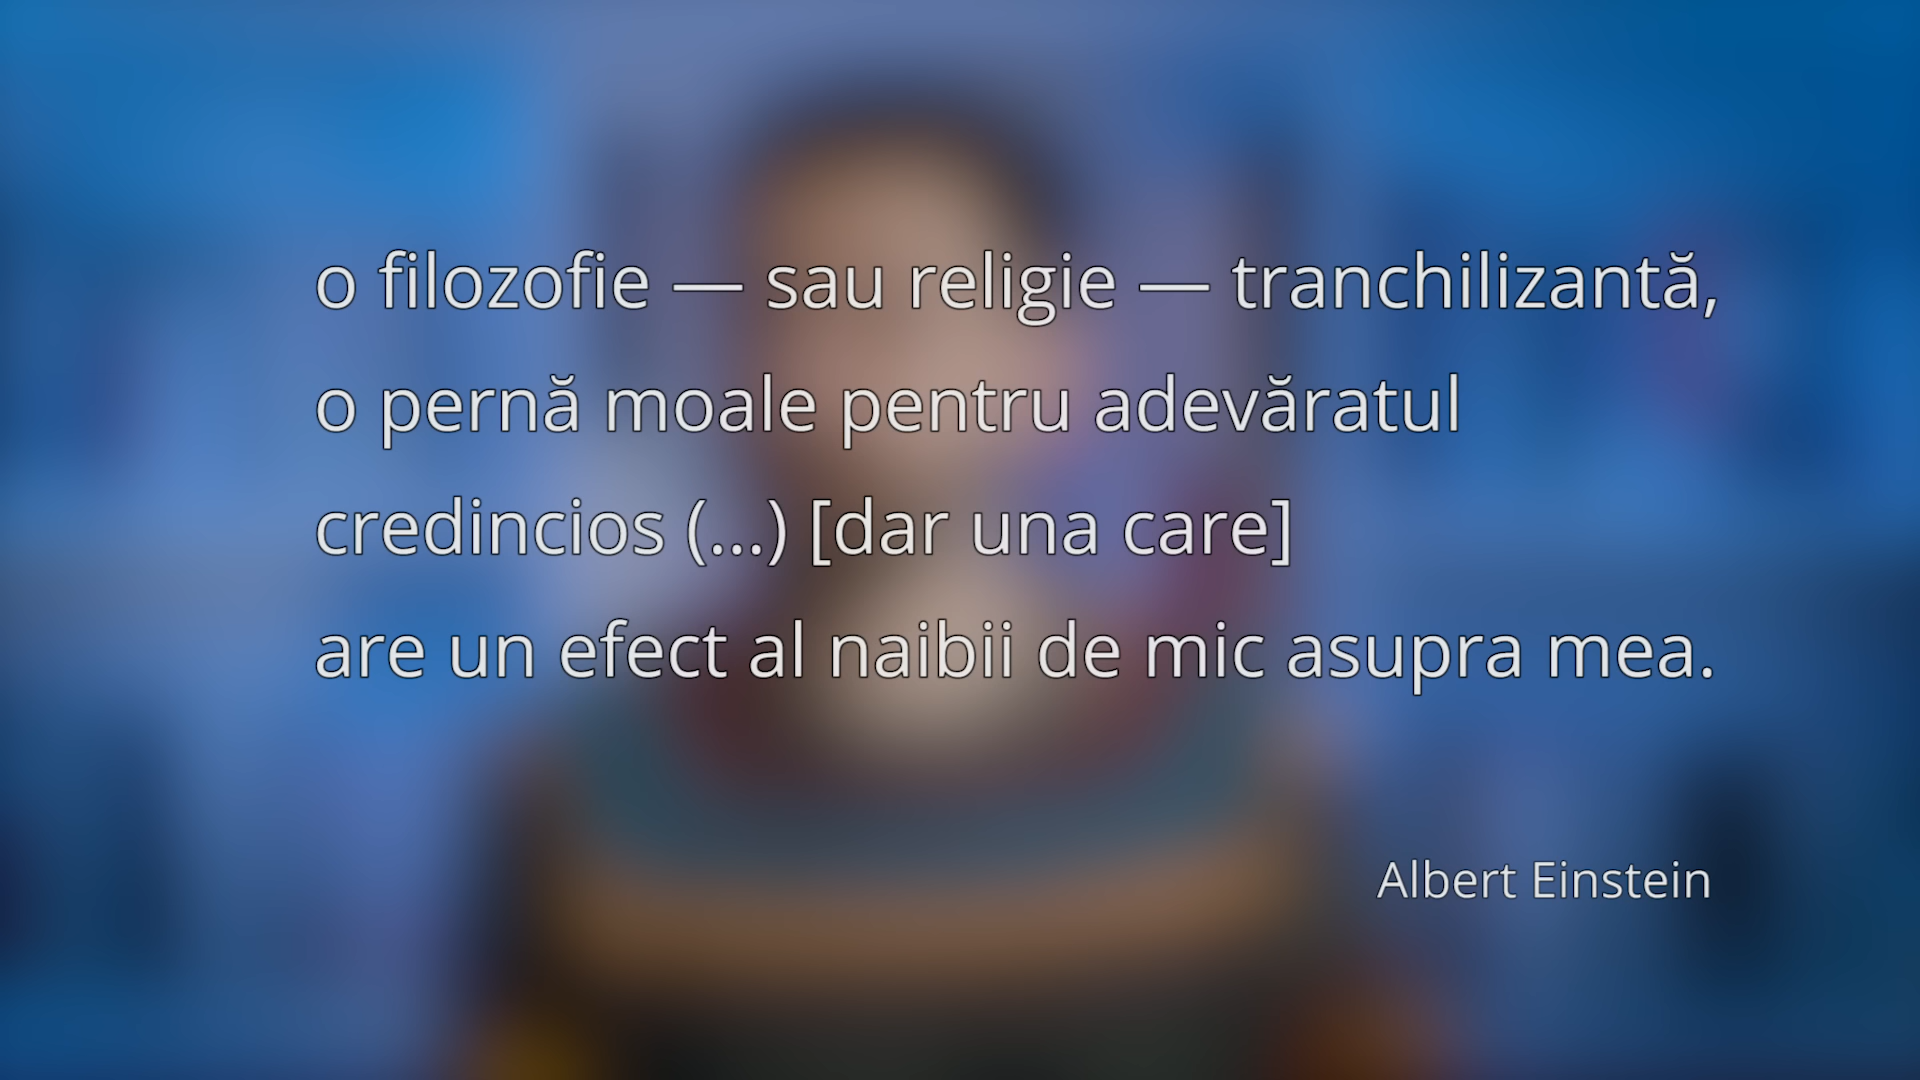 o filozofie — sau religie — tranchilizantă,
o pernă moale pentru adevăratul
credincios (...) [dar una care]
are un efect al naibii de mic asupra mea.
Albert Einstein